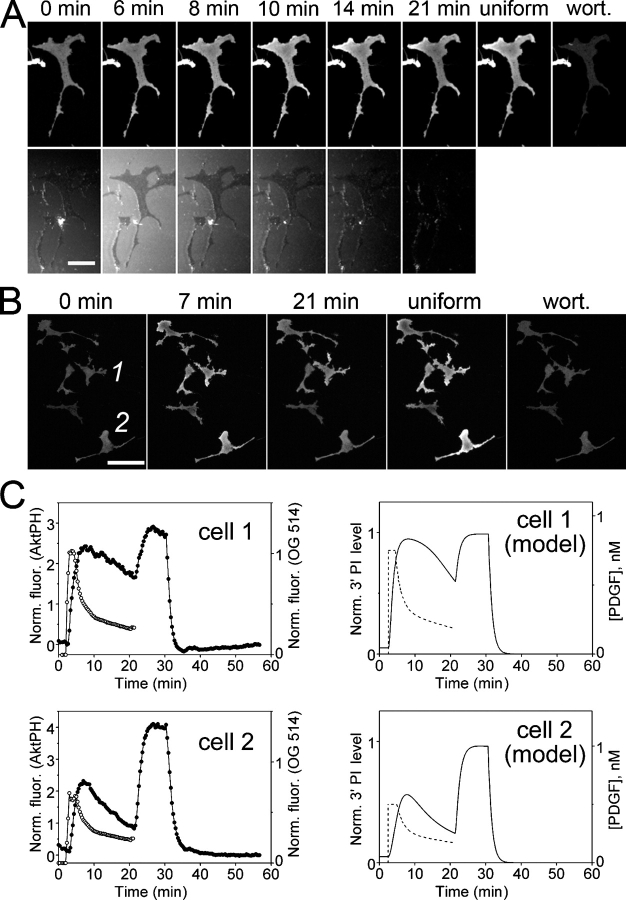 A
0 min 6 min 8 min 10 min 14 min 21 min uniform wort.
B
0 min 7 min 21 min uniform wort.
1
2
C
cell 1
Norm. fluor. (AktPH)
3
2
1
0
Norm. fluor. (OG 514)
1
0
0 10 20 30 40 50 60
Time (min)
cell 1
(model)
Norm. 3' PI level
1
0
[PDGF], nM
1
0
0 10 20 30 40 50 60
Time (min)
cell 2
Norm. fluor. (AktPH)
4
3
2
1
0
Norm. fluor. (OG 514)
1
0
0 10 20 30 40 50 60
Time (min)
cell 2
(model)
Norm. 3' PI level
1
0
[PDGF], nM
1
0
0 10 20 30 40 50 60
Time (min)